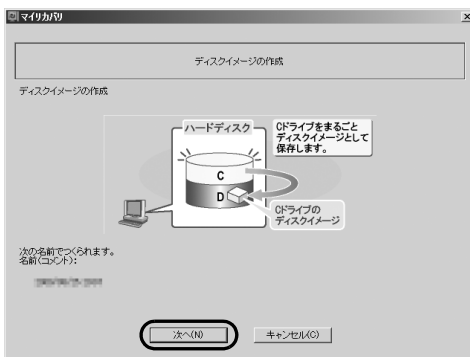 マイリカバリ
ディスクイメージの作成
ディスクイメージの作成
ハードディスク
Cドライブをまるごと
ディスクイメージとして
保存します。
C
D
Cドライブの
ディスクイメージ
次の名前でつくられます。
名前(コメント):
次へ(N)
キャンセル(C)